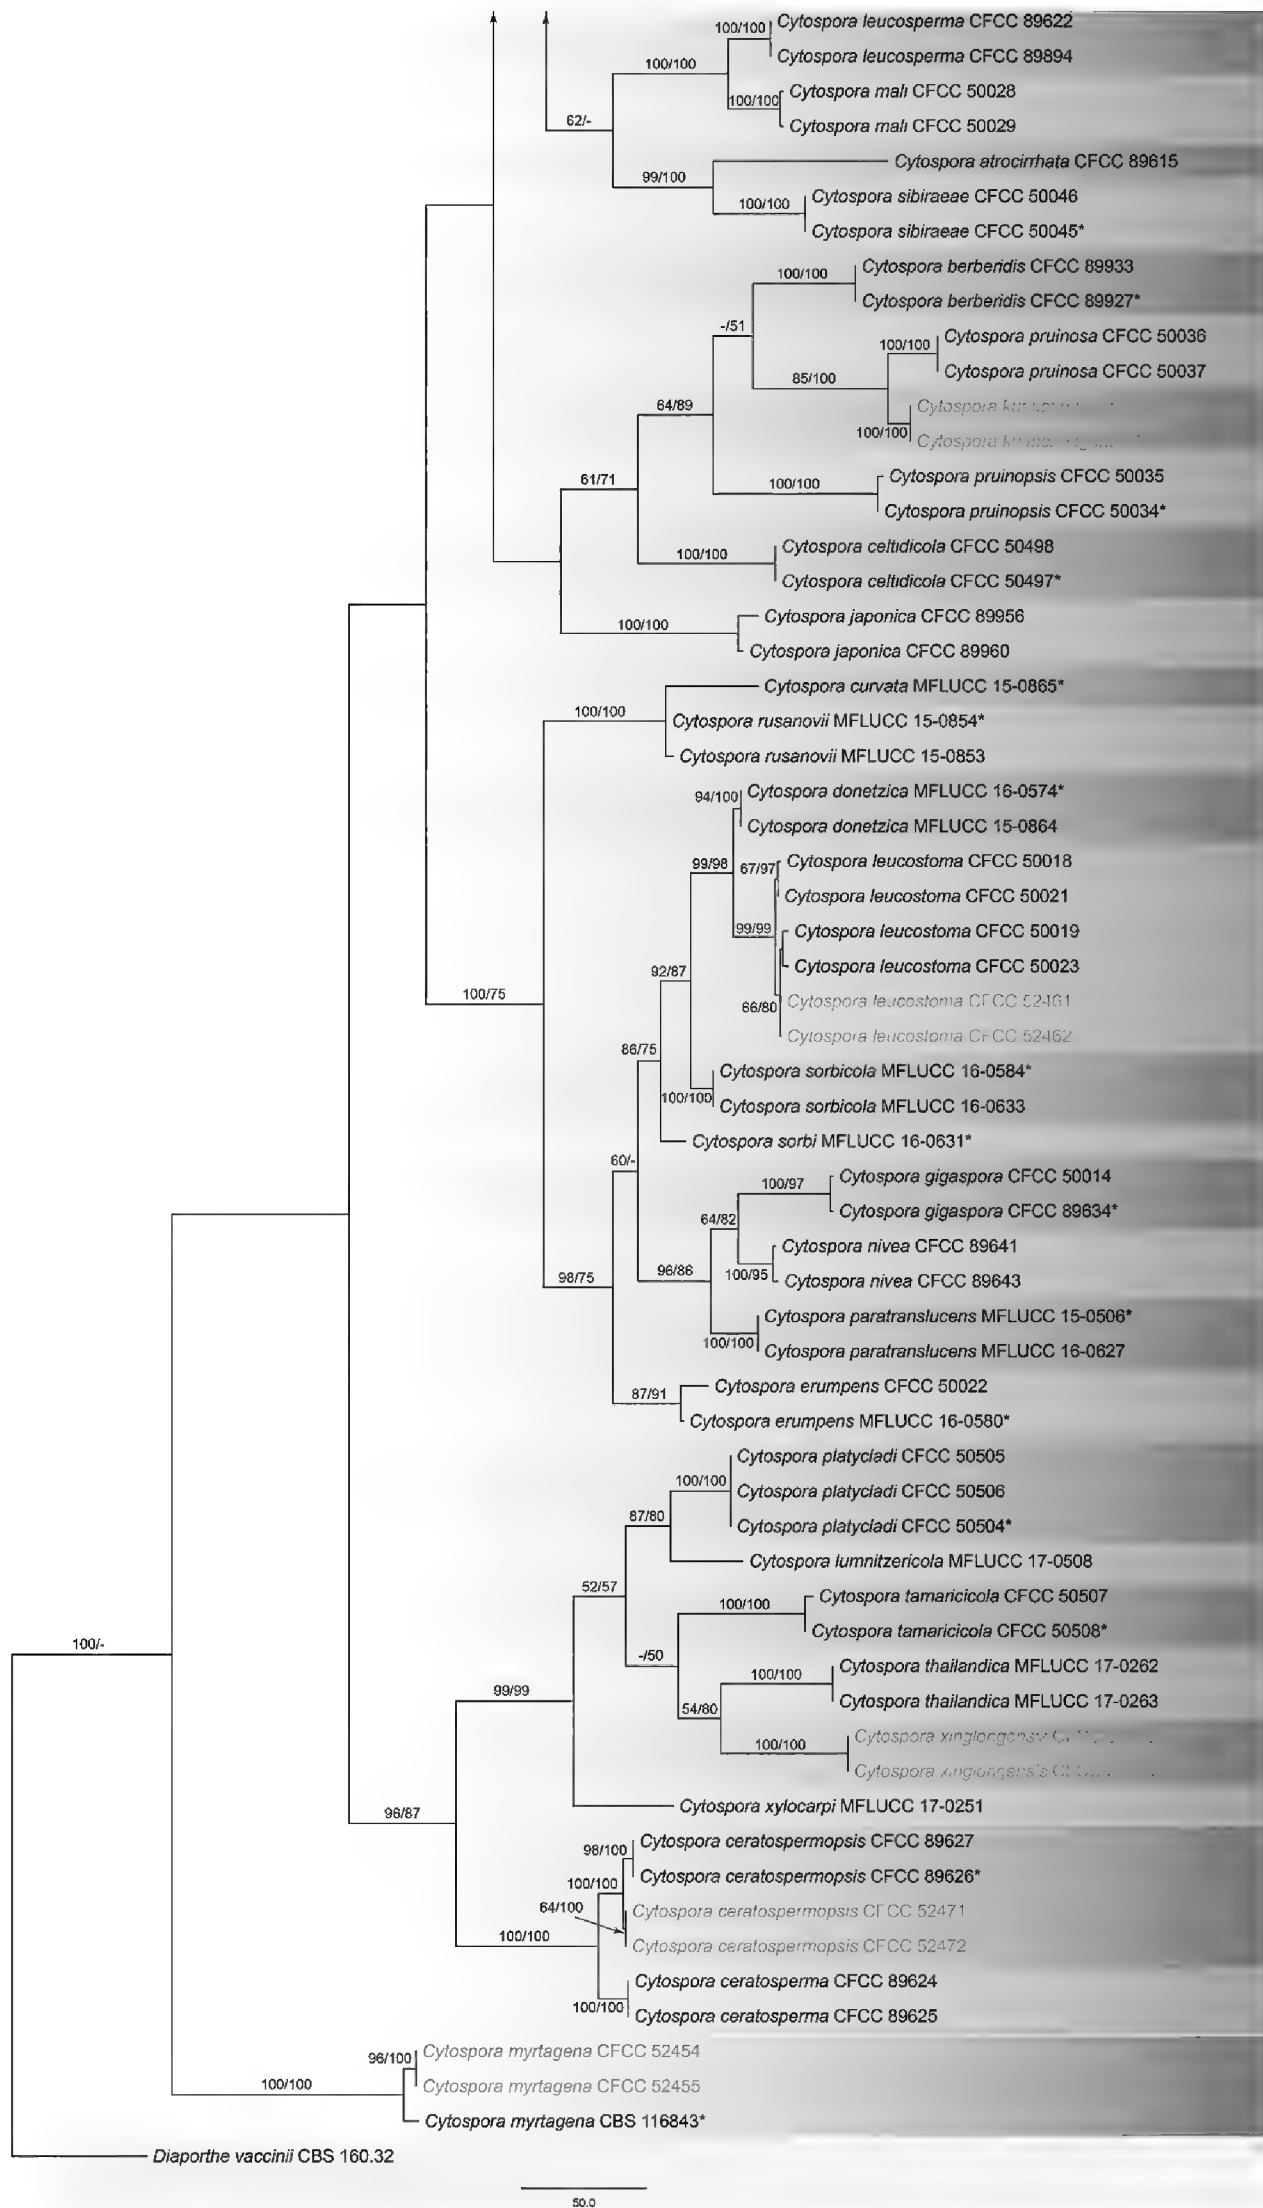 Cytospora leucosperma CFCC 89622
100/100
Cytospora leucosperma CFCC 89894
100/100
Cytospora mali CFCC 50028
100/100
Cytospora mali CFCC 50029
62/-
Cytospora atrocirrhata CFCC 89615
99/100
Cytospora sibiraeae CFCC 50046
100/100
Cytospora sibiraeae CFCC 50045*
Cytospora berberidis CFCC 89933
100/100
Cytospora berberidis CFCC 89927*
-/51
Cytospora pruinosa CFCC 50036
100/100
Cytospora pruinosa CFCC 50037
85/100
Cytospora
64/89
100/100
Cytospora
Cytospora pruinopsis CFCC 50035
61/71
100/100
Cytospora pruinopsis CFCC 50034*
Cytospora celtidicola CFCC 50498
100/100
Cytospora celtidicola CFCC 50497*
Cytospora japonica CFCC 89956
100/100
Cytospora japonica CFCC 89960
Cytospora curvata MFLUCC 15-0865*
100/100
Cytospora rusanovii MFLUCC 15-0854*
Cytospora rusanovii MFLUCC 15-0853
Cytospora donetzica MFLUCC 16-0574*
94/100
Cytospora donetzica MFLUCC 15-0864
99/98
67/97
Cytospora leucostoma CFCC 50018
Cytospora leucostoma CFCC 50021
99/99
Cytospora leucostoma CFCC 50019
Cytospora leucostoma CFCC 50023
92/87
100/75
66/80
Cytospora leucostoma CFCC 52461
Cytospora leucostoma CFCC 52462
86/75
Cytospora sorbicola MFLUCC 16-0584*
100/100
Cytospora sorbicola MFLUCC 16-0633
Cytospora sorbi MFLUCC 16-0631*
60/-
Cytospora gigaspora CFCC 50014
100/97
Cytospora gigaspora CFCC 89634*
64/82
Cytospora nivea CFCC 89641
96/86
100/95
Cytospora nivea CFCC 89643
98/75
Cytospora paratranslucens MFLUCC 15-0506*
100/100
Cytospora paratranslucens MFLUCC 16-0627
Cytospora erumpens CFCC 50022
87/91
Cytospora erumpens MFLUCC 16-0580*
Cytospora platycladi CFCC 50505
100/100
Cytospora platycladi CFCC 50506
87/80
Cytospora platycladi CFCC 50504*
Cytospora lumnitzericola MFLUCC 17-0508
52/57
Cytospora tamaricicola CFCC 50507
100/100
Cytospora tamaricicola CFCC 50508*
100/-
-/50
Cytospora thailandica MFLUCC 17-0262
100/100
Cytospora thailandica MFLUCC 17-0263
99/99
54/80
Cytospora xinglongensis
100/100
Cytospora xinglongensis
Cytospora xylocarpi MFLUCC 17-0251
96/87
Cytospora ceratospermopsis CFCC 89627
98/100
Cytospora ceratospermopsis CFCC 89626*
100/100
64/100
Cytospora ceratospermopsis CFCC 52471
100/100
Cytospora ceratospermopsis CFCC 52472
Cytospora ceratosperma CFCC 89624
100/100
Cytospora ceratosperma CFCC 89625
Cytospora myrtagena CFCC 52454
96/100
Cytospora myrtagena CFCC 52455
100/100
Cytospora myrtagena CBS 116843*
Diaporthe vaccinii CBS 160.32
50.0